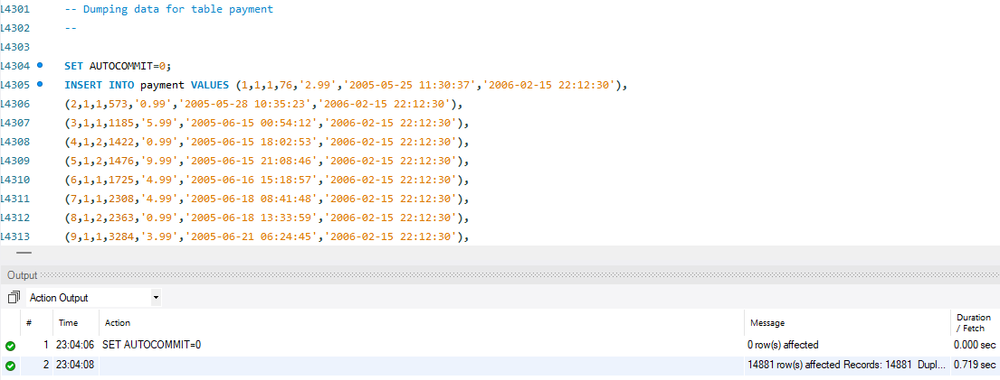 14301 -- Dumping data for table payment
14302 --
14303
14304 SET AUTOCOMMIT=0;
14305 INSERT INTO payment VALUES (1,1,1,76,'2.99','2005-05-25 11:30:37','2006-02-15 22:12:30'),
14306 (2,1,1,573,'0.99','2005-05-28 10:35:23','2006-02-15 22:12:30'),
14307 (3,1,1,1185,'5.99','2005-06-15 00:54:12','2006-02-15 22:12:30'),
14308 (4,1,2,1422,'0.99','2005-06-15 18:02:53','2006-02-15 22:12:30'),
14309 (5,1,2,1476,'9.99','2005-06-15 21:08:46','2006-02-15 22:12:30'),
14310 (6,1,1,1725,'4.99','2005-06-16 15:18:57','2006-02-15 22:12:30'),
14311 (7,1,1,2308,'4.99','2005-06-18 08:41:48','2006-02-15 22:12:30'),
14312 (8,1,2,2363,'0.99','2005-06-18 13:33:59','2006-02-15 22:12:30'),
14313 (9,1,1,3284,'3.99','2005-06-21 06:24:45','2006-02-15 22:12:30'),
Output
Action Output
# Time Action Message Duration / Fetch
1 23:04:06 SET AUTOCOMMIT=0 0 row(s) affected 0.000 sec
2 23:04:08 14881 row(s) affected Records: 14881 Dupl... 0.719 sec